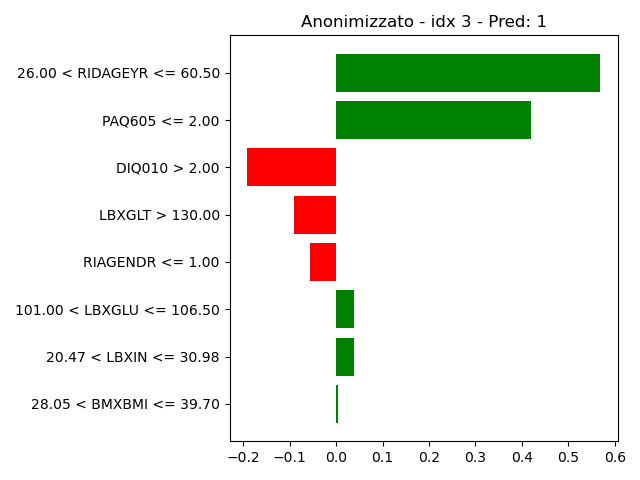 Anonimizzato - idx 3 - Pred: 1
26.00 < RIDAGEYR <= 60.50
PAQ605 <= 2.00
DIQ010 > 2.00
LBXGLT > 130.00
RIAGENDR <= 1.00
101.00 < LBXGLU <= 106.50
20.47 < LBXIN <= 30.98
28.05 < BMXBMI <= 39.70
−0.2 −0.1 0.0 0.1 0.2 0.3 0.4 0.5 0.6